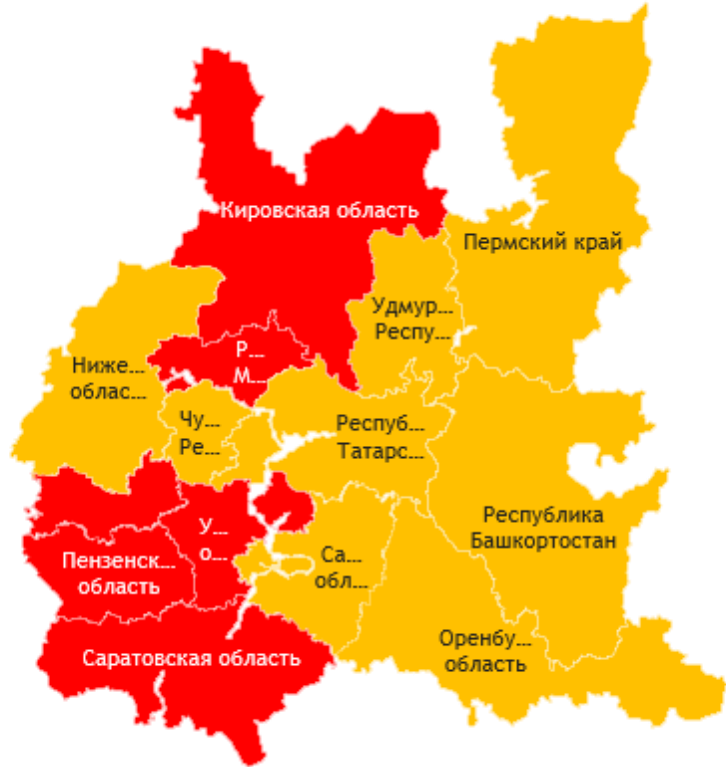 Кировская область
Пермский край
Удмур...
Респу...
Р...
М...
Ниже...
облас...
Чу...
Ре...
Респуб...
Татарс...
Республика
Башкортостан
У...
о...
Пензенск...
область
Са...
обл...
Оренбу...
область
Саратовская область